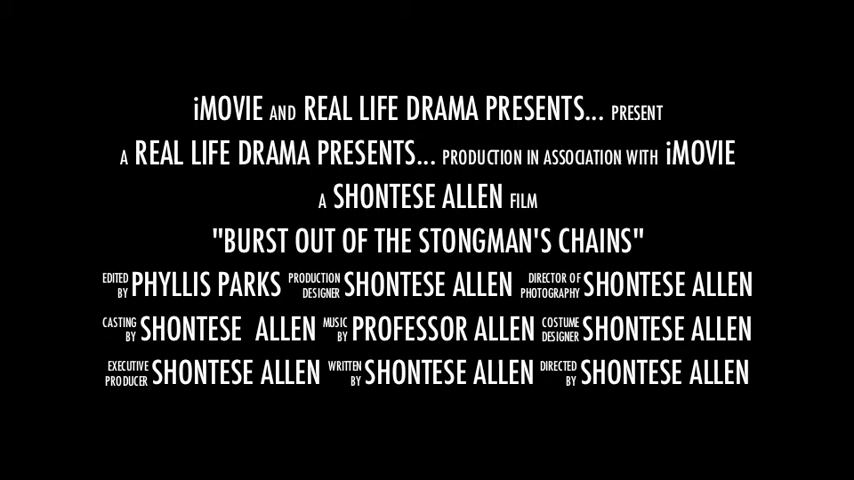 iMOVIE AND REAL LIFE DRAMA PRESENTS... PRESENT
A REAL LIFE DRAMA PRESENTS... PRODUCTION IN ASSOCIATION WITH iMOVIE
A SHONTESE ALLEN FILM
"BURST OUT OF THE STONGMAN'S CHAINS"
EDITED BY PHYLLIS PARKS PRODUCTION DESIGNER SHONTESE ALLEN DIRECTOR OF PHOTOGRAPHY SHONTESE ALLEN
CASTING BY SHONTESE ALLEN MUSIC BY PROFESSOR ALLEN COSTUME DESIGNER SHONTESE ALLEN
EXECUTIVE PRODUCER SHONTESE ALLEN WRITTEN BY SHONTESE ALLEN DIRECTED BY SHONTESE ALLEN